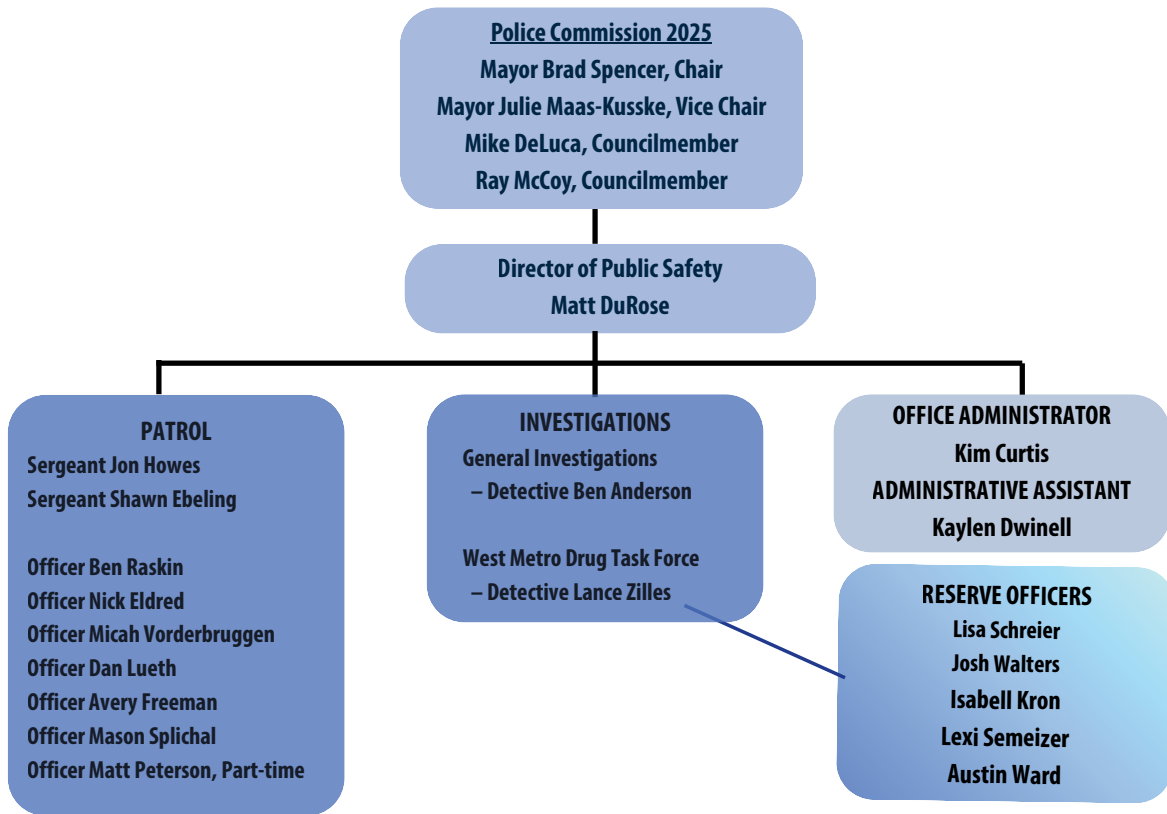 Police Commission 2025
Mayor Brad Spencer, Chair
Mayor Julie Maas-Kusske, Vice Chair
Mike DeLuca, Councilmember
Ray McCoy, Councilmember
Director of Public Safety
Matt DuRose
PATROL
Sergeant Jon Howes
Sergeant Shawn Ebeling
Officer Ben Raskin
Officer Nick Eldred
Officer Micah Vorderbruggen
Officer Dan Lueth
Officer Avery Freeman
Officer Mason Splichal
Officer Matt Peterson, Part-time
INVESTIGATIONS
General Investigations
– Detective Ben Anderson
West Metro Drug Task Force
– Detective Lance Zilles
OFFICE ADMINISTRATOR
Kim Curtis
ADMINISTRATIVE ASSISTANT
Kaylen Dwinell
RESERVE OFFICERS
Lisa Schreier
Josh Walters
Isabell Kron
Lexi Semeizer
Austin Ward